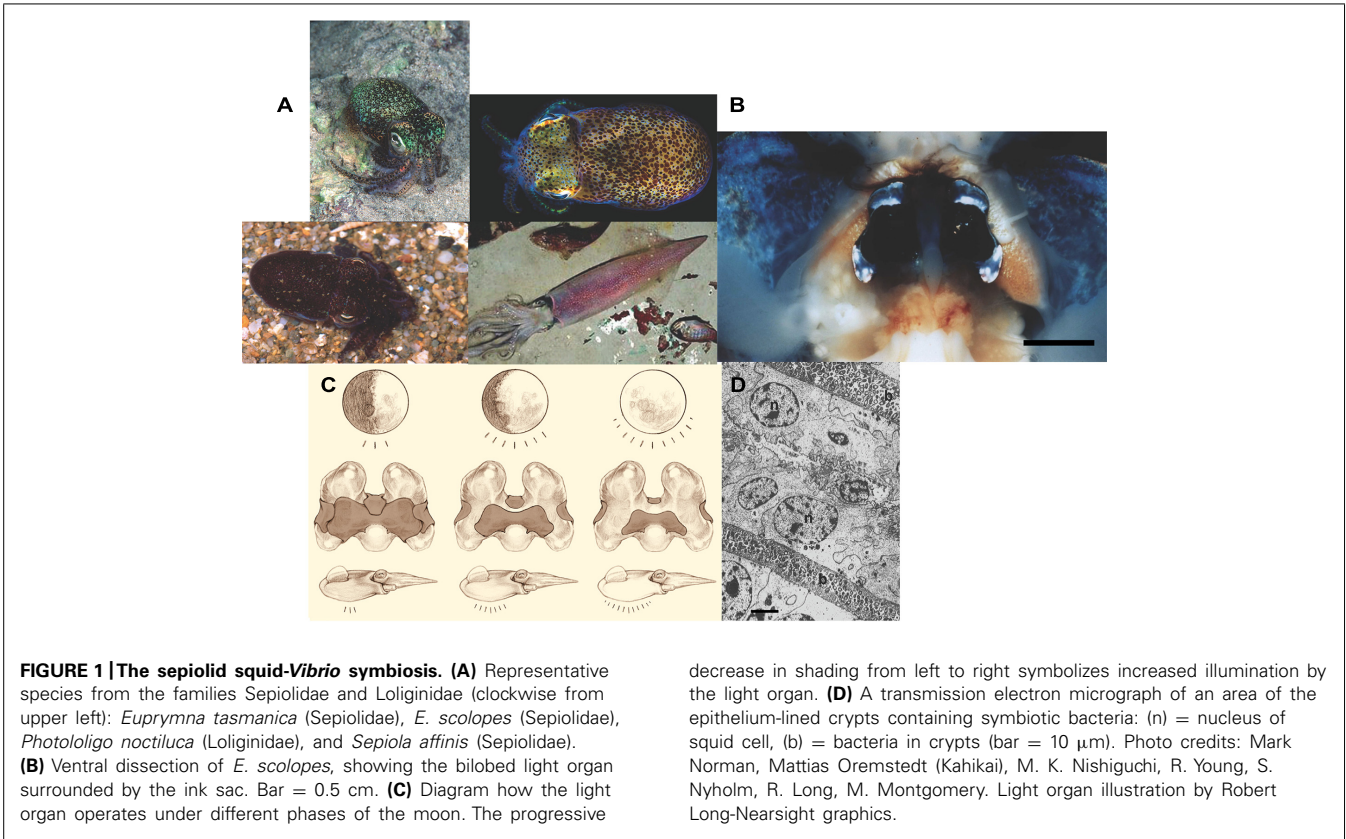 A
B
C
D
n
b
n
b
FIGURE 1 | The sepiolid squid-Vibrio symbiosis. (A) Representative
species from the families Sepiolidae and Loliginidae (clockwise from
upper left): Euprymna tasmanica (Sepiolidae), E. scolopes (Sepiolidae),
Photololigo noctiluca (Loliginidae), and Sepiola affinis (Sepiolidae).
(B) Ventral dissection of E. scolopes, showing the bilobed light organ
surrounded by the ink sac. Bar = 0.5 cm. (C) Diagram how the light
organ operates under different phases of the moon. The progressive
decrease in shading from left to right symbolizes increased illumination by
the light organ. (D) A transmission electron micrograph of an area of the
epithelium-lined crypts containing symbiotic bacteria: (n) = nucleus of
squid cell, (b) = bacteria in crypts (bar = 10 μm). Photo credits: Mark
Norman, Mattias Oremstedt (Kahikai), M. K. Nishiguchi, R. Young, S.
Nyholm, R. Long, M. Montgomery. Light organ illustration by Robert
Long-Nearsight graphics.